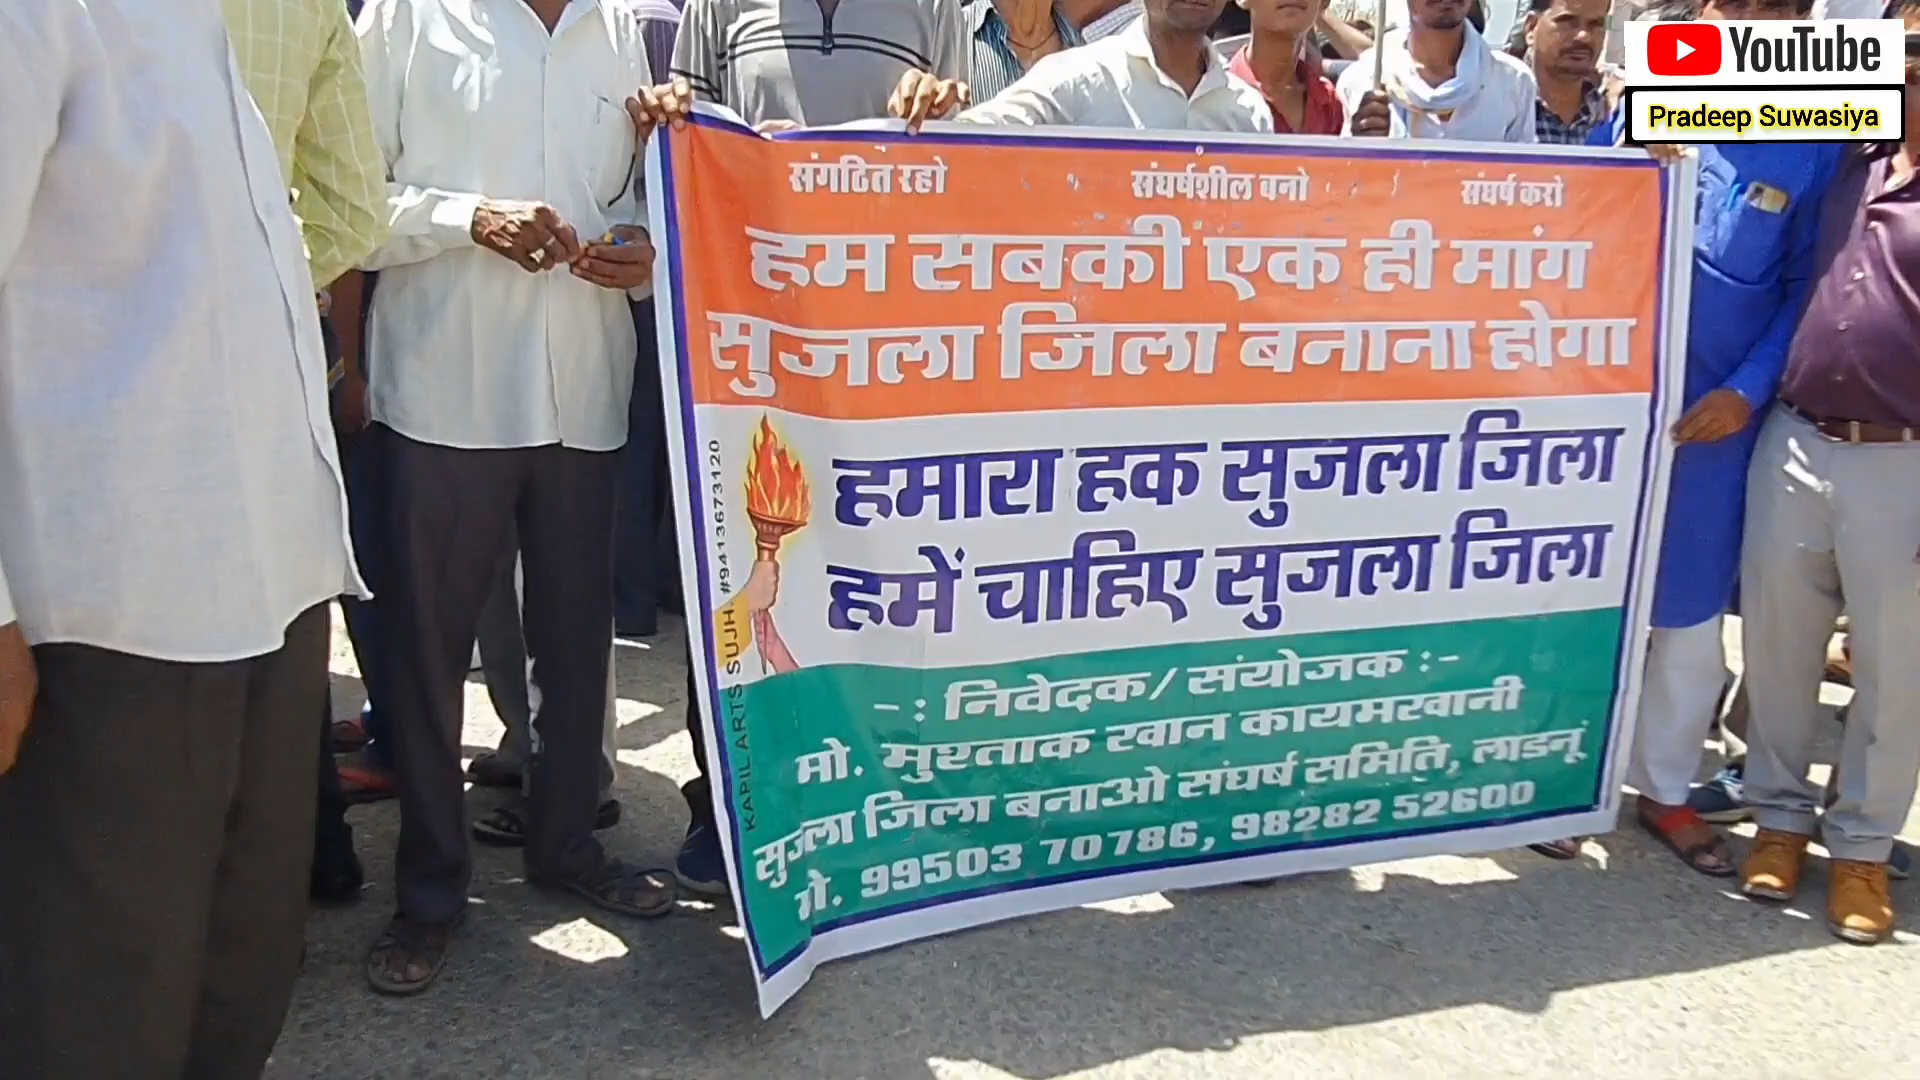 YouTube
Pradeep Suwasiya
संगठित रहो संघर्षशील बनो संघर्ष करो
हम सबकी एक ही मांग
सुजला जिला बनाना होगा
हमारा हक सुजला जिला
हमें चाहिए सुजला जिला
-: निवेदक/संयोजक :-
मो. मुश्ताक खान कायमखानी
सुजला जिला बनाओ संघर्ष समिति, लाडनूं
मो. 99503 70786, 98282 52600
KAPIL ARTS SUJH. #9413673120